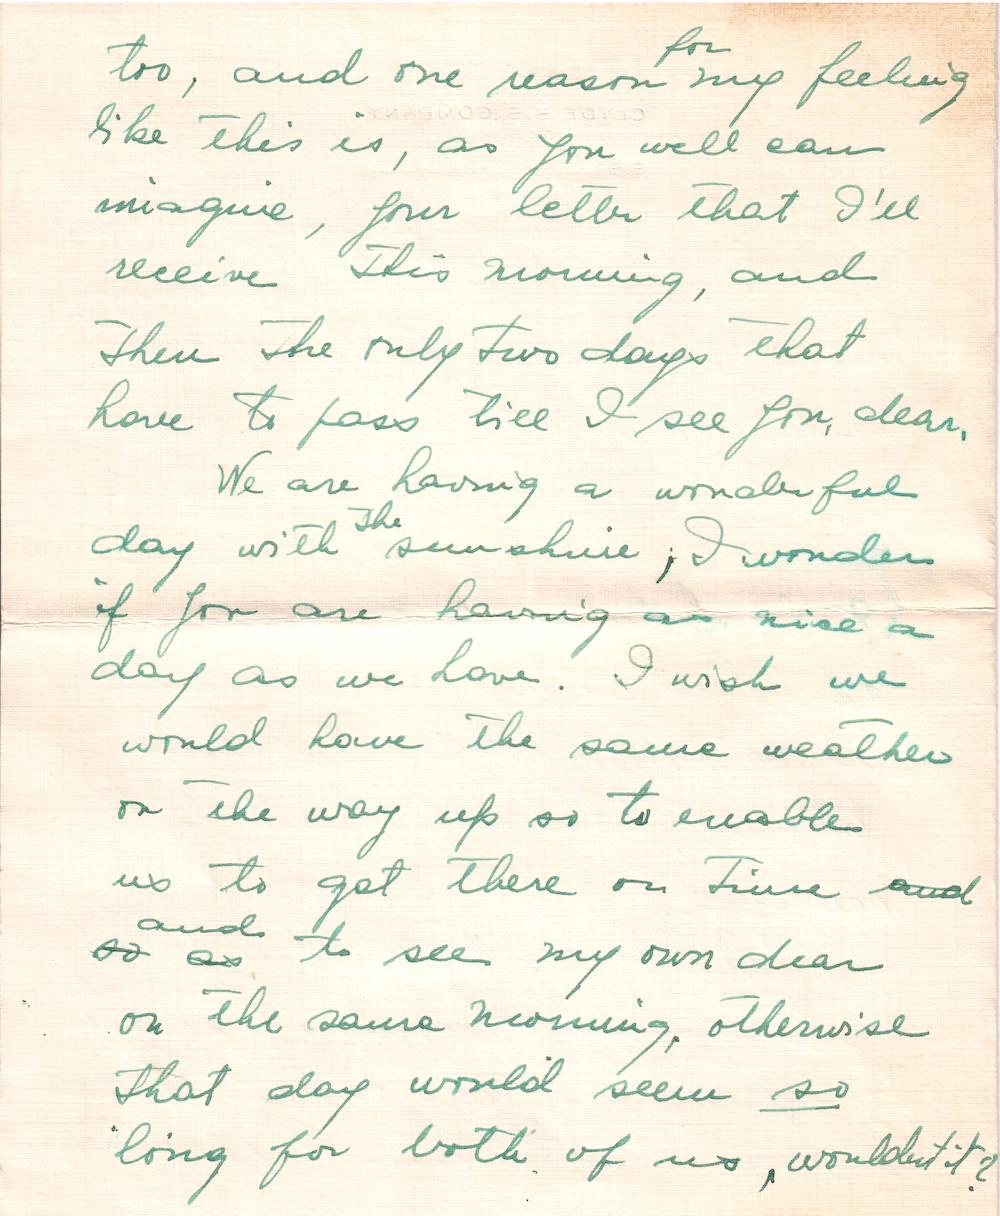 too, and one reason for my feeling
like this is, as you well can
imagine, your letter that I'll
receive this morning, and
then the only two days that
have to pass till I see you, dear.
We are having a wonderful
day with the sunshine; I wonder
if you are having as nice a
day as we have. I wish we
would have the same weather
on the way up so to enable
us to get there on time and
so as and to see my own dear
on the same morning, otherwise
that day would seem so
long for both of us, wouldn't it?
CLYDE S.S. COMPANY